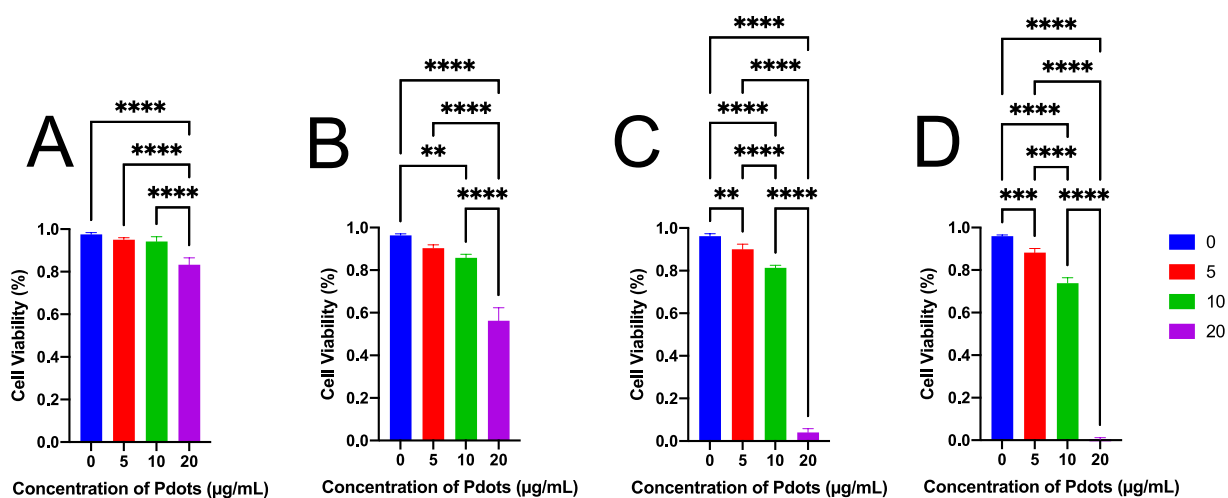 A
****
****
****
Cell Viability (%)
1.0
0.8
0.6
0.4
0.2
0.0
0 5 10 20
Concentration of Pdots (µg/mL)
B
****
****
**
****
Cell Viability (%)
1.0
0.8
0.6
0.4
0.2
0.0
0 5 10 20
Concentration of Pdots (µg/mL)
C
****
****
****
****
** ****
Cell Viability (%)
1.0
0.8
0.6
0.4
0.2
0.0
0 5 10 20
Concentration of Pdots (µg/mL)
D
****
****
****
****
*** ****
Cell Viability (%)
1.0
0.8
0.6
0.4
0.2
0.0
0 5 10 20
Concentration of Pdots (µg/mL)
0
5
10
20